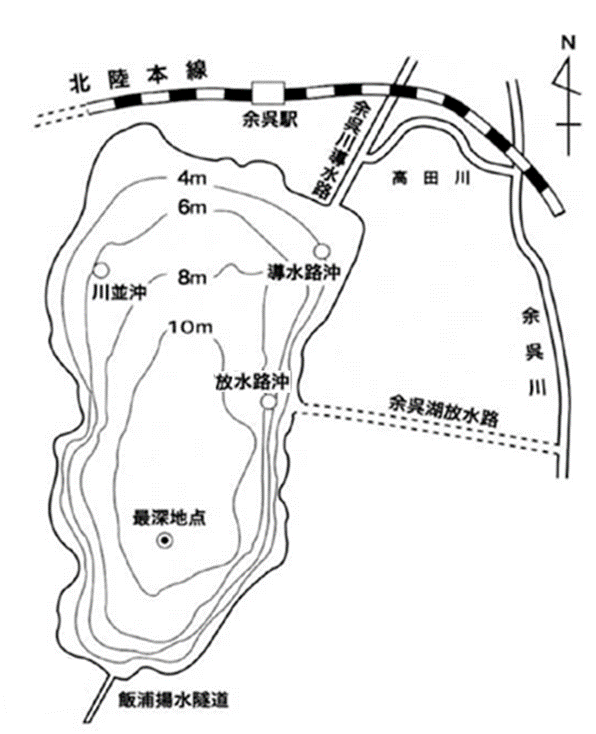 N
北陸本線
余呉駅
余呉川導水路
高田川
4m
6m
8m
導水路沖
川並沖
10m
余呉川
放水路沖
余呉湖放水路
最深地点
飯浦揚水隧道